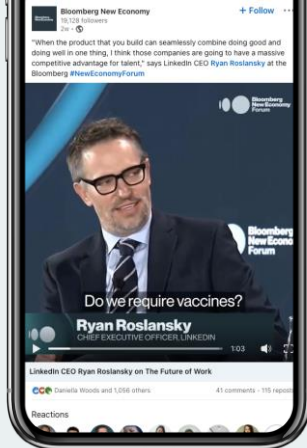 Bloomberg New Economy
+ Follow
19,128 followers
2w
"When the product that you build can seamlessly combine doing good and
doing well in one thing, I think those companies are going to have a massive
competitive advantage for talent," says LinkedIn CEO Ryan Roslansky at the
Bloomberg #NewEconomyForum
Bloomberg
New Economy
Forum
Bloomberg
New Econo
Forum
Do we require vaccines?
Ryan Roslansky
CHIEF EXECUTIVE OFFICER, LINKEDIN
1:03
LinkedIn CEO Ryan Roslansky on The Future of Work
Daniella Woods and 1,056 others
41 comments · 115 repost
Reactions